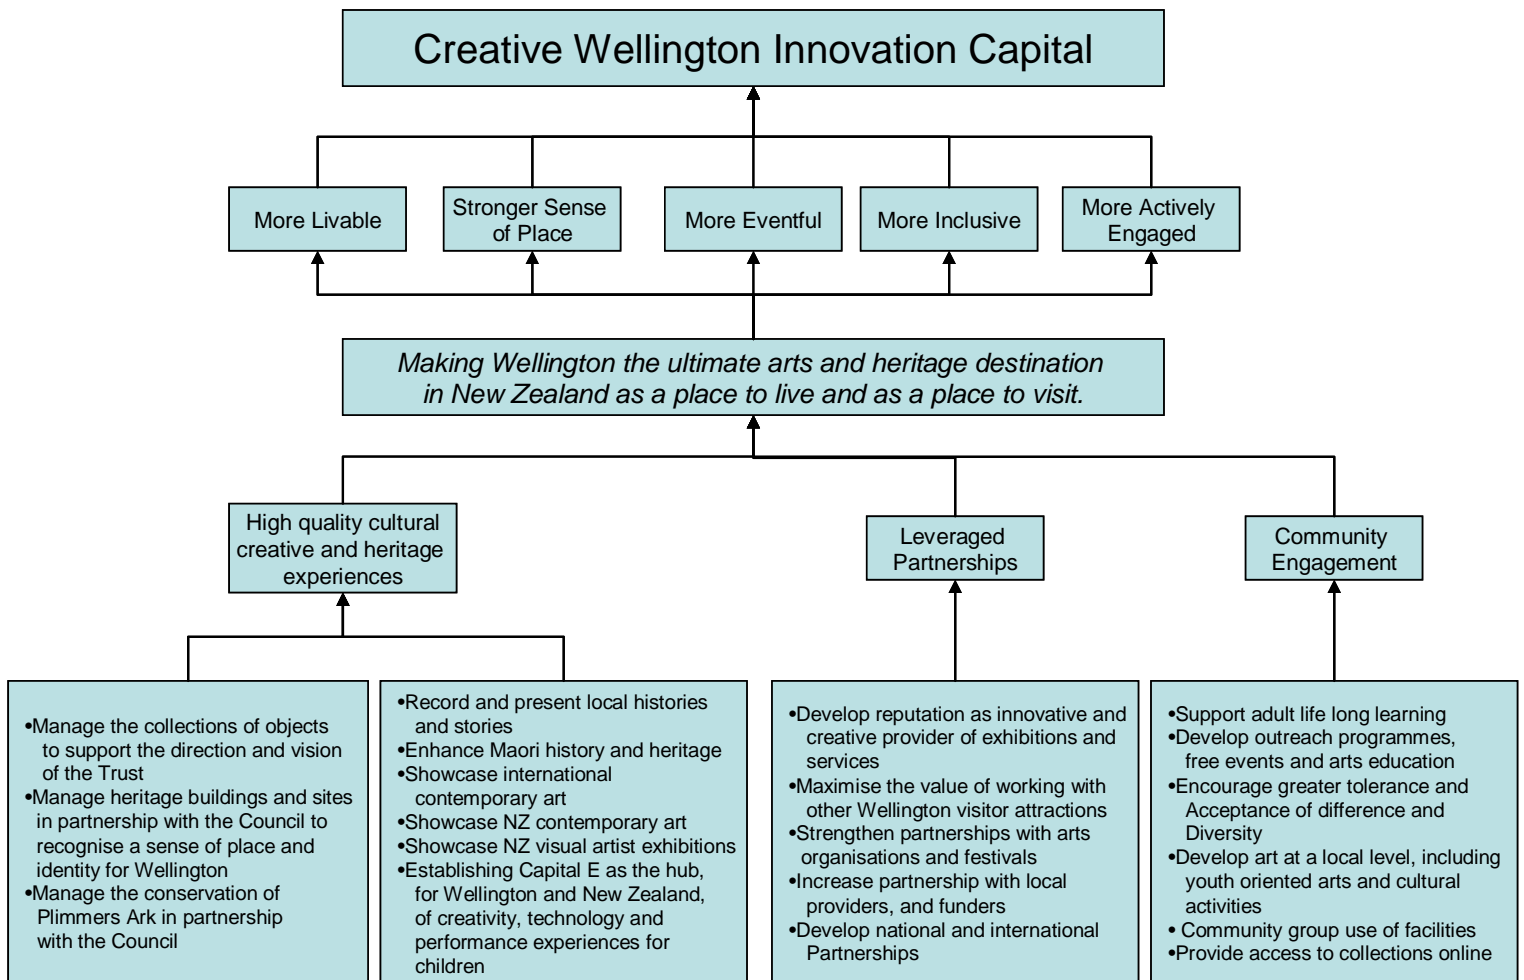 Creative Wellington Innovation Capital
More Livable
Stronger Sense
of Place
More Eventful
More Inclusive
More Actively
Engaged
Making Wellington the ultimate arts and heritage destination
in New Zealand as a place to live and as a place to visit.
High quality cultural
creative and heritage
experiences
Leveraged
Partnerships
Community
Engagement
•Manage the collections of objects
to support the direction and vision
of the Trust
•Manage heritage buildings and sites
in partnership with the Council to
recognise a sense of place and
identity for Wellington
•Manage the conservation of
Plimmers Ark in partnership
with the Council
•Record and present local histories
and stories
•Enhance Maori history and heritage
•Showcase international
contemporary art
•Showcase NZ contemporary art
•Showcase NZ visual artist exhibitions
•Establishing Capital E as the hub,
for Wellington and New Zealand,
of creativity, technology and
performance experiences for
children
•Develop reputation as innovative and
creative provider of exhibitions and
services
•Maximise the value of working with
other Wellington visitor attractions
•Strengthen partnerships with arts
organisations and festivals
•Increase partnership with local
providers, and funders
•Develop national and international
Partnerships
•Support adult life long learning
•Develop outreach programmes,
free events and arts education
•Encourage greater tolerance and
Acceptance of difference and
Diversity
•Develop art at a local level, including
youth oriented arts and cultural
activities
• Community group use of facilities
•Provide access to collections online